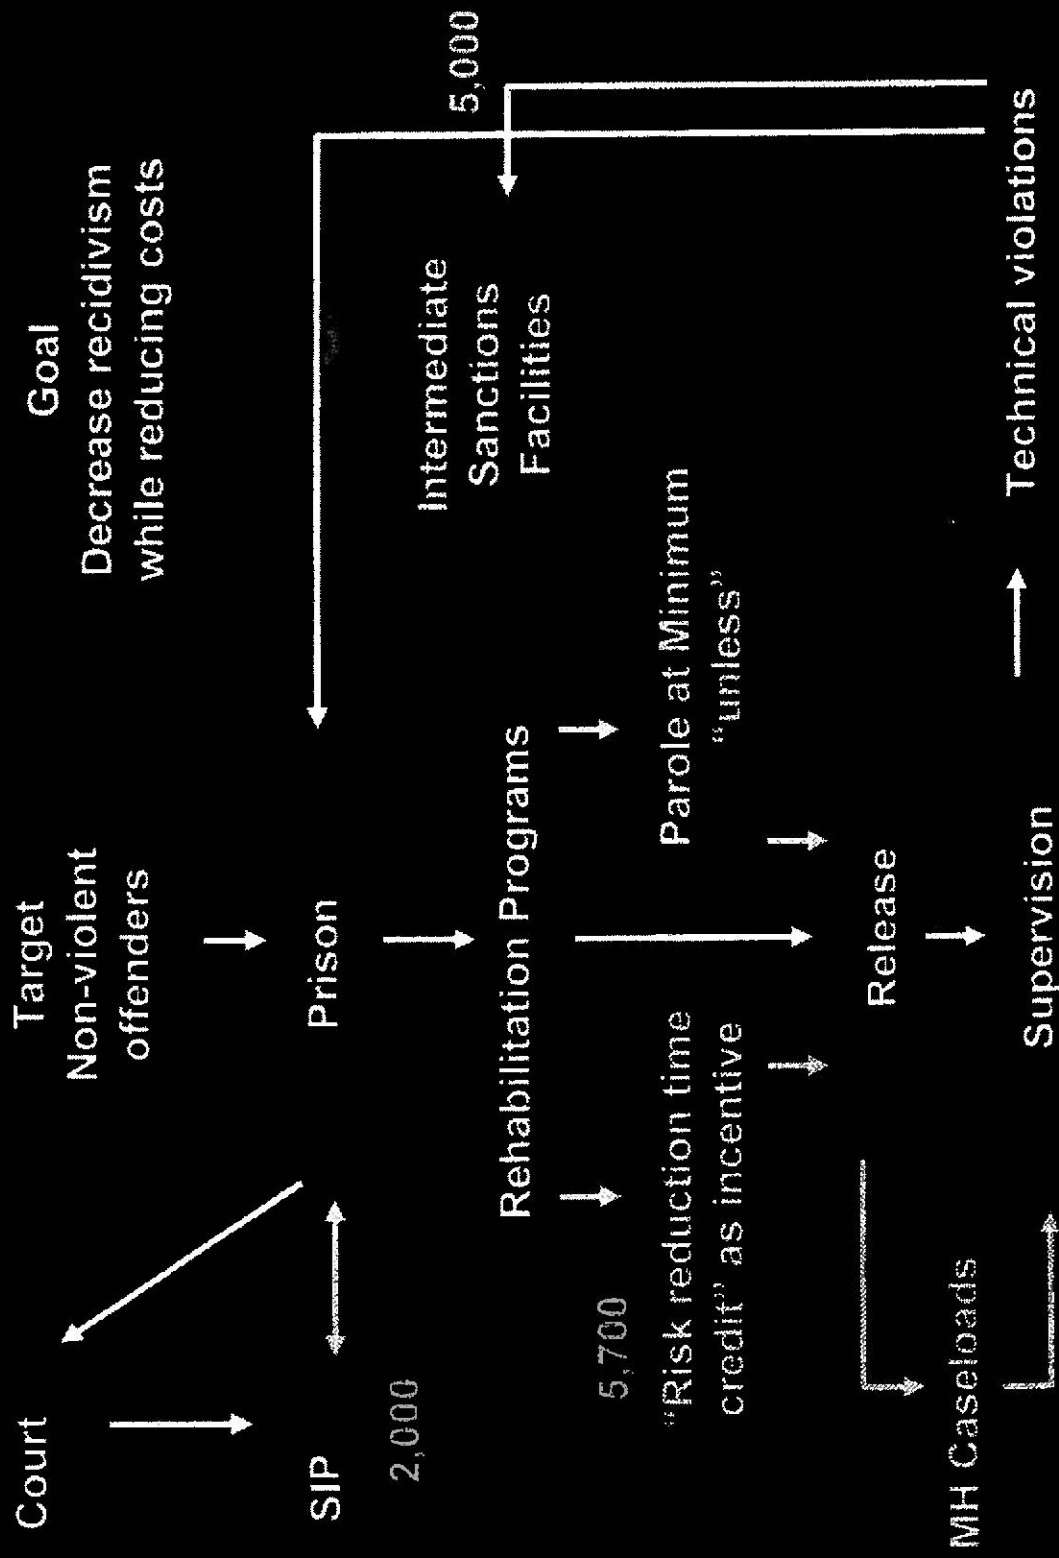 Court
Target
Non-violent
offenders
Goal
Decrease recidivism
while reducing costs
SIP
2,000
Prison
5,000
Intermediate
Sanctions
Facilities
Rehabilitation Programs
5,700
"Risk reduction time
credit" as incentive
Parole at Minimum
"unless"
Release
MH Caseloads
Supervision
Technical violations